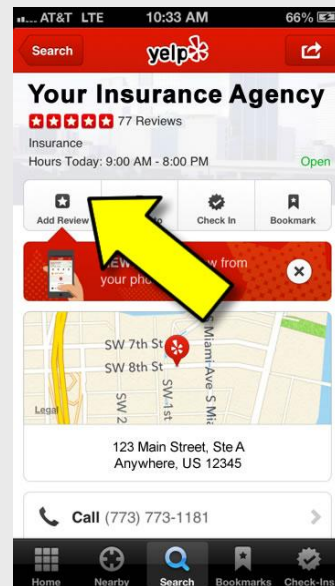 AT&T LTE 10:33 AM 66%
Search yelp
Your Insurance Agency
77 Reviews
Insurance
Hours Today: 9:00 AM - 8:00 PM Open
Add Review Check In Bookmark
from
your
SW 7th St
SW 8th St
SW 2
SW 1st
S Miami Ave
S Mia
Legal
123 Main Street, Ste A
Anywhere, US 12345
Call (773) 773-1181
Home Nearby Search Bookmarks Check-Ins